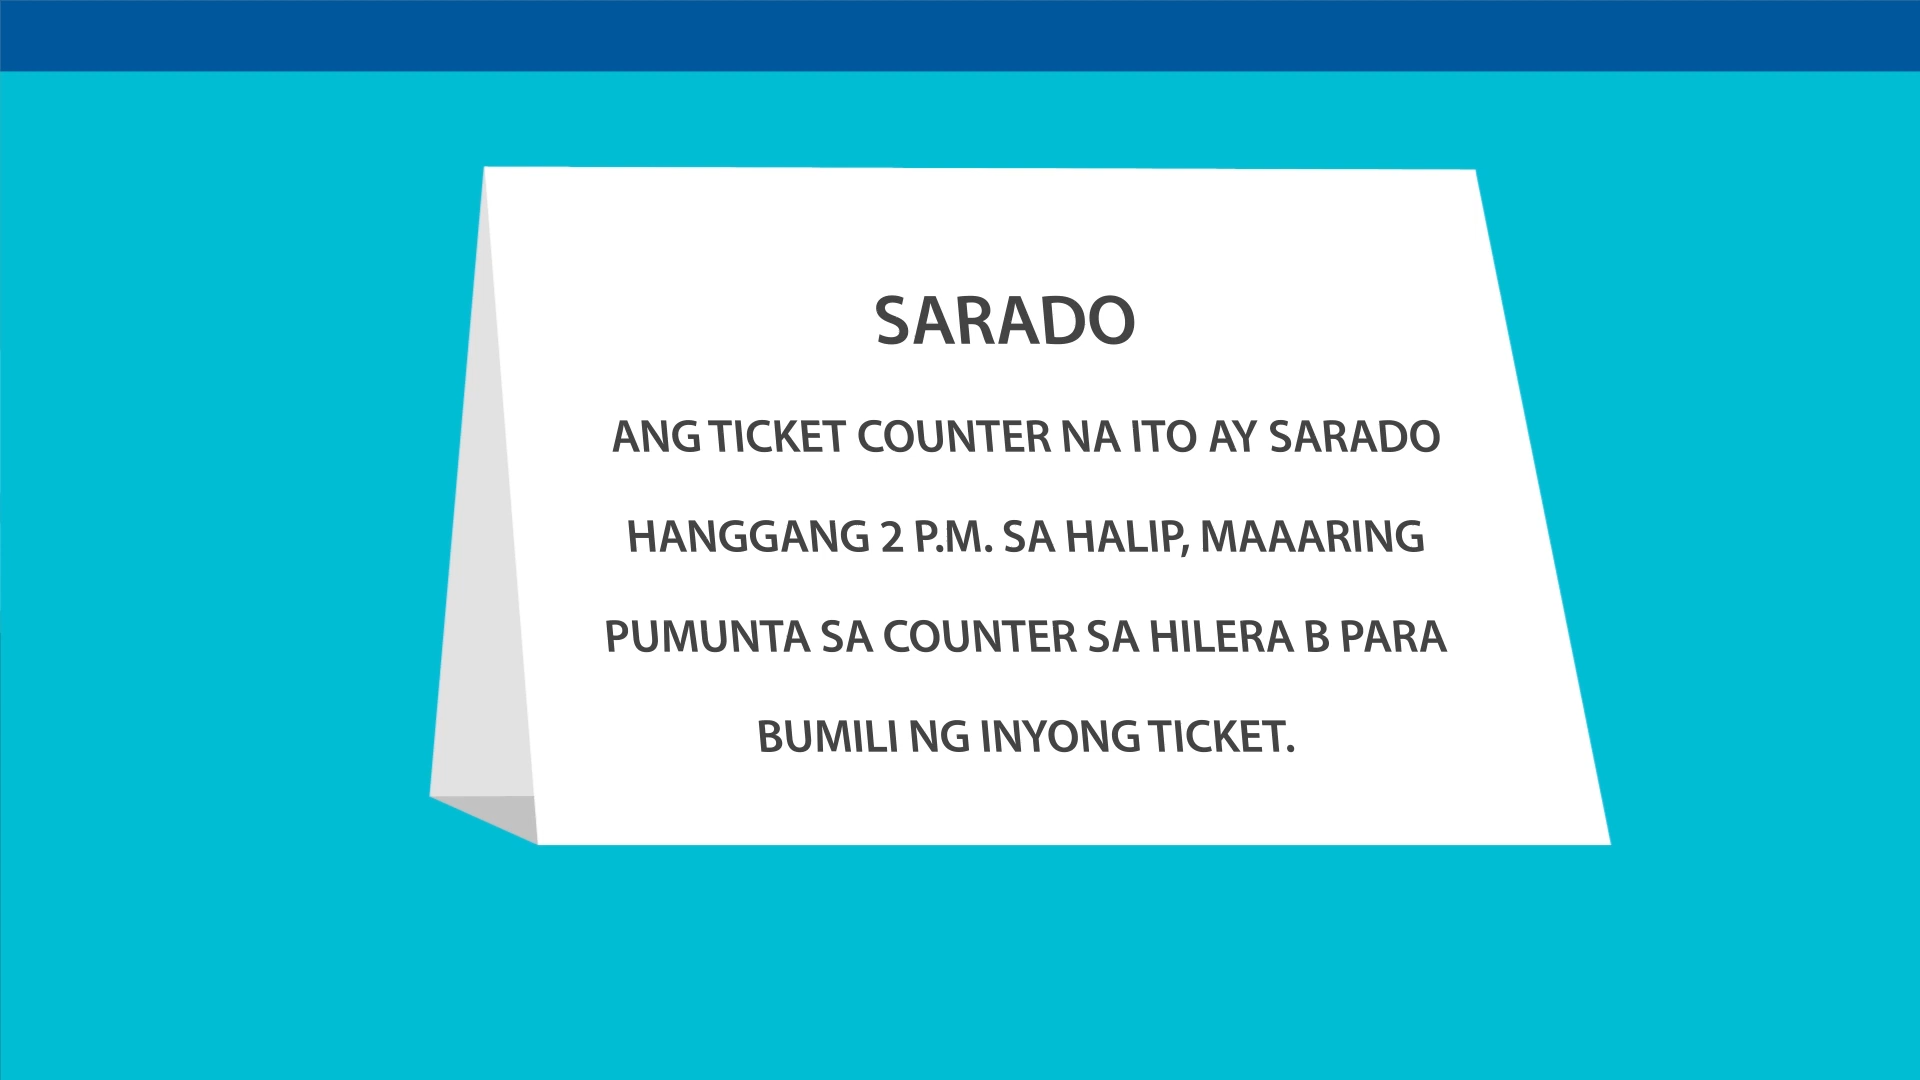 SARADO
ANG TICKET COUNTER NA ITO AY SARADO
HANGGANG 2 P.M. SA HALIP, MAAARING
PUMUNTA SA COUNTER SA HILERA B PARA
BUMILI NG INYONG TICKET.